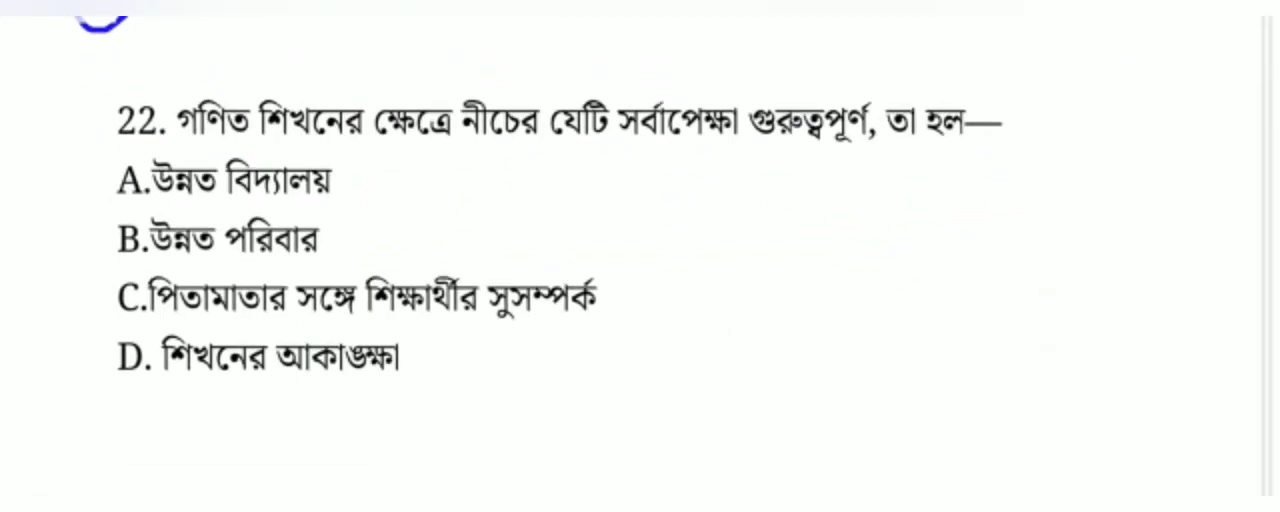 22. গণিত শিখনের ক্ষেত্রে নীচের যেটি সর্বাপেক্ষা গুরুত্বপূর্ণ, তা হল—
A.উন্নত বিদ্যালয়
B.উন্নত পরিবার
C.পিতামাতার সঙ্গে শিক্ষার্থীর সুসম্পর্ক
D. শিখনের আকাঙ্ক্ষা